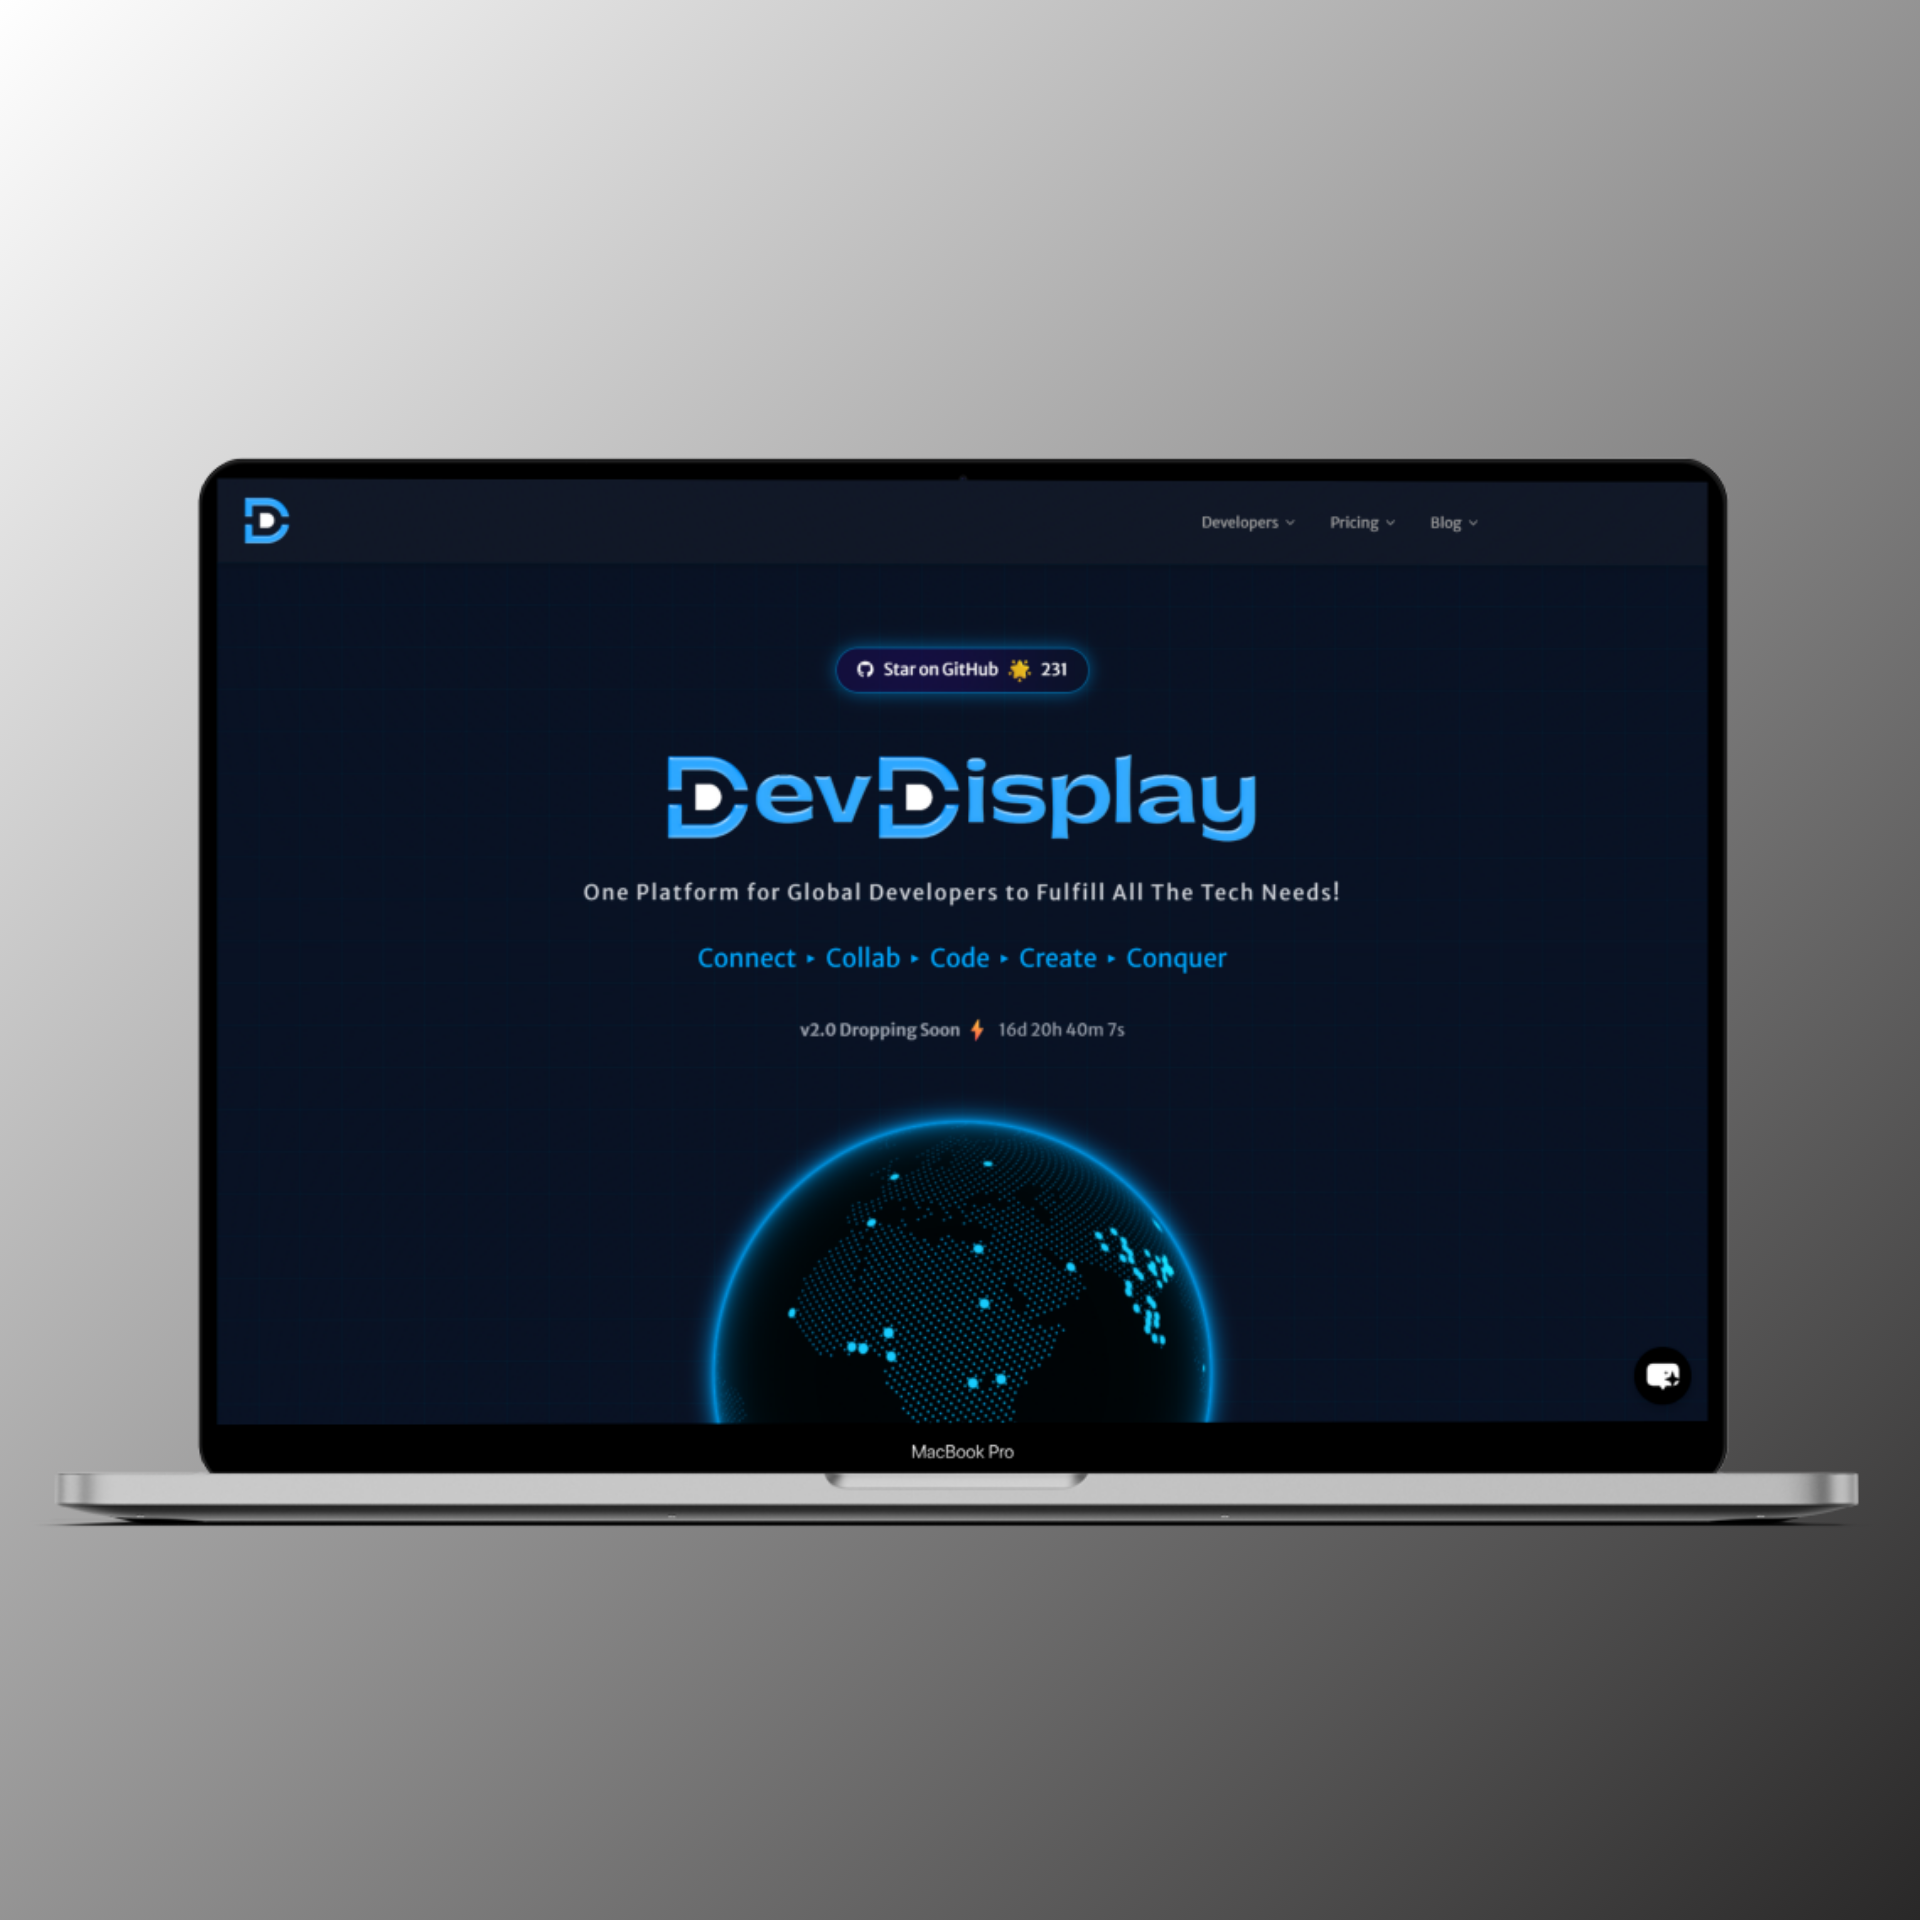 Developers Pricing Blog
Star on GitHub 231
DevDisplay
One Platform for Global Developers to Fulfill All The Tech Needs!
Connect ‣ Collab ‣ Code ‣ Create ‣ Conquer
v2.0 Dropping Soon ⚡ 16d 20h 40m 7s
MacBook Pro